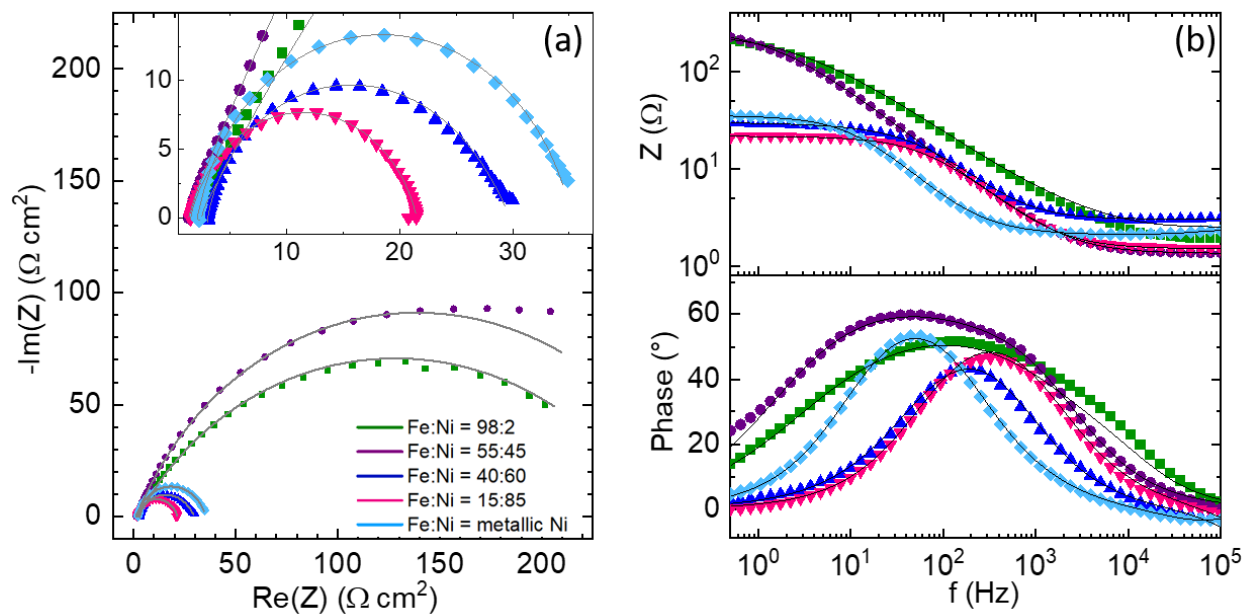 (a)
-Im(Z) (Ω cm²)
200
150
100
50
0
10
5
0
10 20 30
Fe:Ni = 98:2
Fe:Ni = 55:45
Fe:Ni = 40:60
Fe:Ni = 15:85
Fe:Ni = metallic Ni
0 50 100 150 200
Re(Z) (Ω cm²)
(b)
Z (Ω)
10²
10¹
10⁰
Phase (°)
60
40
20
0
10⁰ 10¹ 10² 10³ 10⁴ 10⁵
f (Hz)